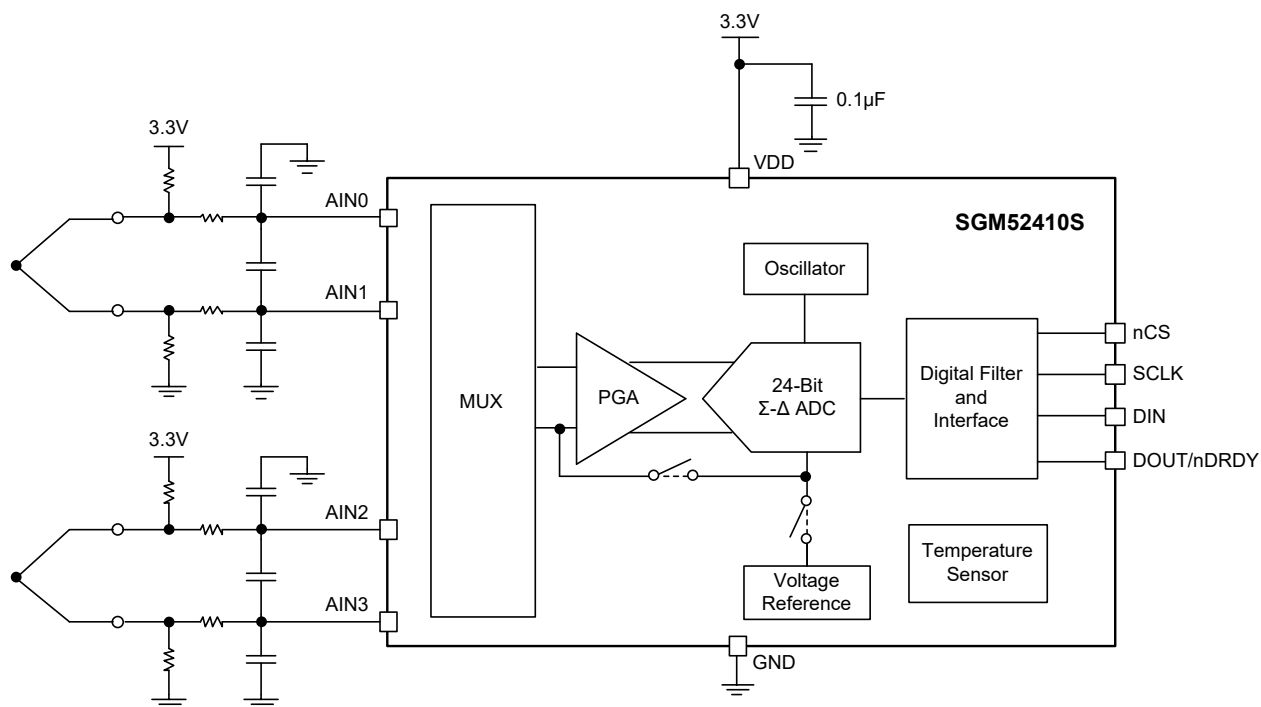 3.3V
0.1µF
VDD
3.3V
AIN0
AIN1
SGM52410S
Oscillator
MUX
PGA
24-Bit
Σ-Δ ADC
Digital Filter
and
Interface
nCS
SCLK
DIN
DOUT/nDRDY
3.3V
AIN2
AIN3
Voltage
Reference
Temperature
Sensor
GND